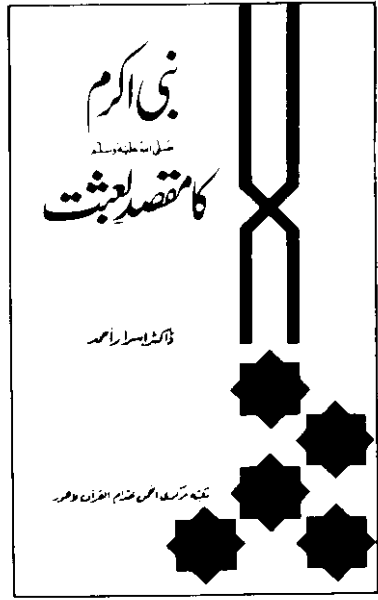 نبی اکرم
صلی اللہ علیہ وسلم
کا مقصدِ بعثت
ڈاکٹر اسرار احمد
مکتبہ مرکزی انجمن خدام القرآن لاہور